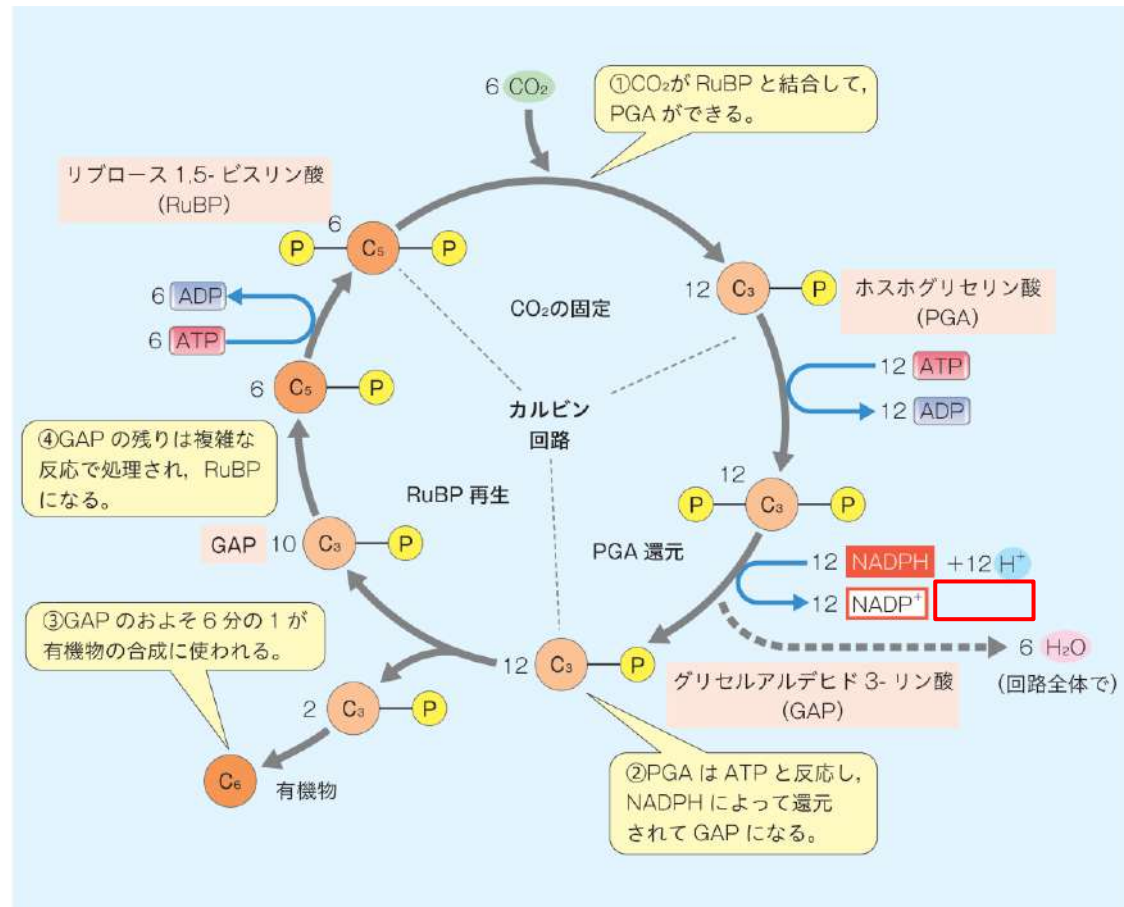 6 CO₂
①CO₂が RuBP と結合して,
PGA ができる。
リブロース 1,5- ビスリン酸
(RuBP)
6
P C₅ P
12 C₃ P
ホスホグリセリン酸
(PGA)
6 ADP
6 ATP
CO₂の固定
12 ATP
12 ADP
6 C₅ P
カルビン
回路
④GAP の残りは複雑な
反応で処理され, RuBP
になる。
RuBP 再生
12
P C₃ P
GAP 10 C₃ P
PGA 還元
12 NADPH +12 H⁺
12 NADP⁺
③GAP のおよそ 6 分の 1 が
有機物の合成に使われる。
12 C₃ P
6 H₂O
(回路全体で)
グリセルアルデヒド 3- リン酸
(GAP)
2 C₃ P
C₆
有機物
②PGA は ATP と反応し,
NADPH によって還元
されて GAP になる。